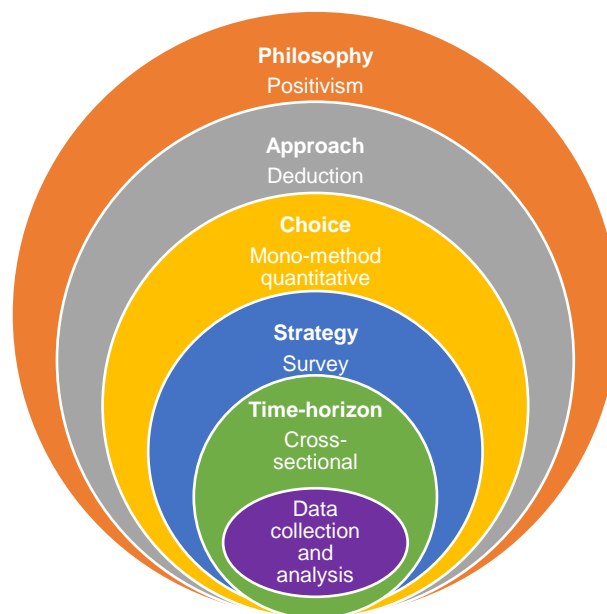 Philosophy
Positivism
Approach
Deduction
Choice
Mono-method
quantitative
Strategy
Survey
Time-horizon
Cross-
sectional
Data
collection
and
analysis